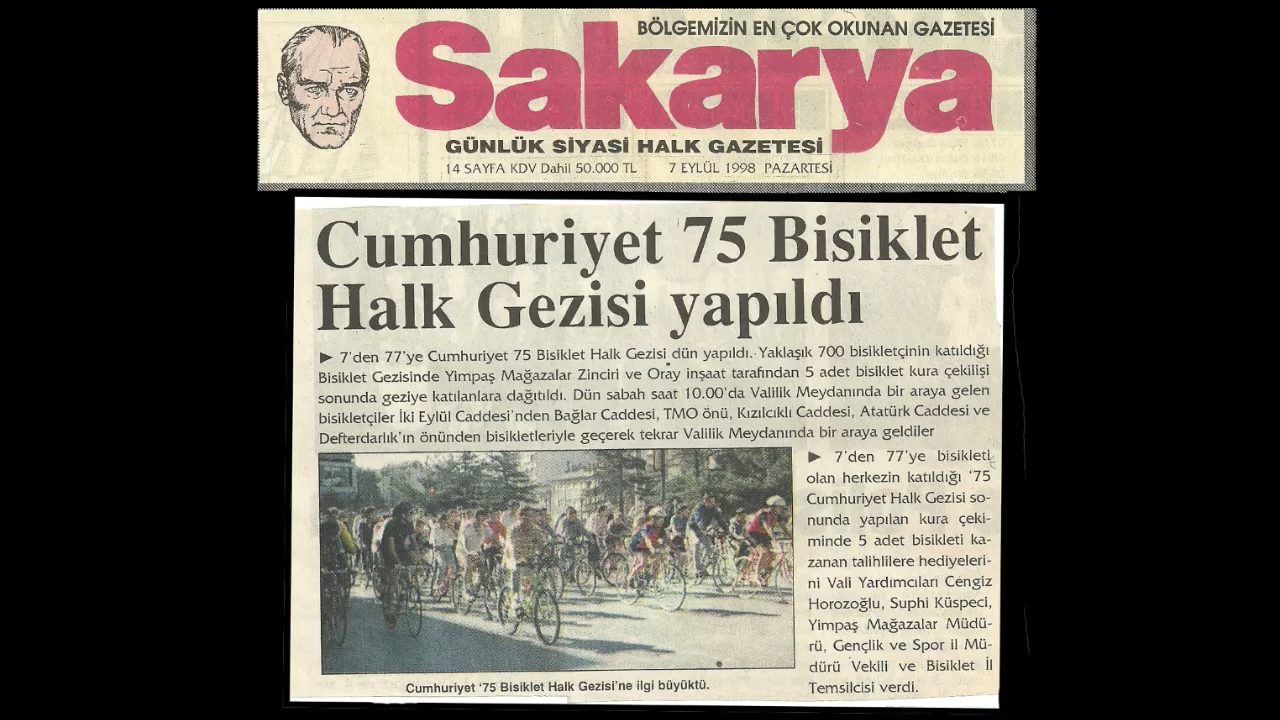 BÖLGEMİZİN EN ÇOK OKUNAN GAZETESİ
Sakarya
GÜNLÜK SİYASİ HALK GAZETESİ
14 SAYFA KDV Dahil 50.000 TL 7 EYLÜL 1998 PAZARTESİ
Cumhuriyet 75 Bisiklet
Halk Gezisi yapıldı
► 7'den 77'ye Cumhuriyet 75 Bisiklet Halk Gezisi dün yapıldı. Yaklaşık 700 bisikletçinin katıldığı
Bisiklet Gezisinde Yimpaş Mağazalar Zinciri ve Oray inşaat tarafından 5 adet bisiklet kura çekilişi
sonunda geziye katılanlara dağıtıldı. Dün sabah saat 10.00'da Valilik Meydanında bir araya gelen
bisikletçiler İki Eylül Caddesi'nden Bağlar Caddesi, TMO önü, Kızılcıklı Caddesi, Atatürk Caddesi ve
Defterdarlık'ın önünden bisikletleriyle geçerek tekrar Valilik Meydanında bir araya geldiler
► 7'den 77'ye bisikleti
olan herkezin katıldığı '75
Cumhuriyet Halk Gezisi so-
nunda yapılan kura çeki-
minde 5 adet bisikleti ka-
zanan talihlilere hediyeleri-
ni Vali Yardımcıları Cengiz
Horozoğlu, Suphi Küspeci,
Yimpaş Mağazalar Müdü-
rü, Gençlik ve Spor il Mü-
dürü Vekili ve Bisiklet İl
Temsilcisi verdi.
Cumhuriyet '75 Bisiklet Halk Gezisi'ne ilgi büyüktü.